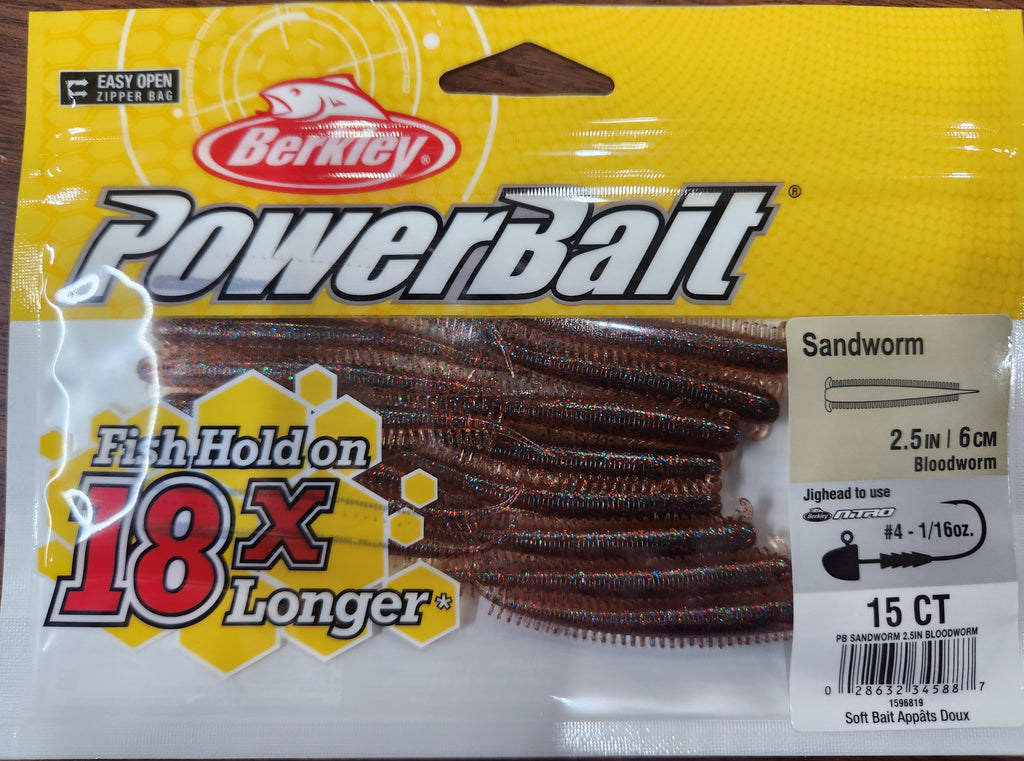 EASY OPEN
ZIPPER BAG
Berkley®
PowerBait®
Fish Hold on
18X
Longer*
Sandworm
2.5IN | 6CM
Bloodworm
Jighead to use
Berkley NITRO
#4 - 1/16oz.
15 CT
PB SANDWORM 2.5IN BLOODWORM
0 28632 34588 7
1596819
Soft Bait Appâts Doux